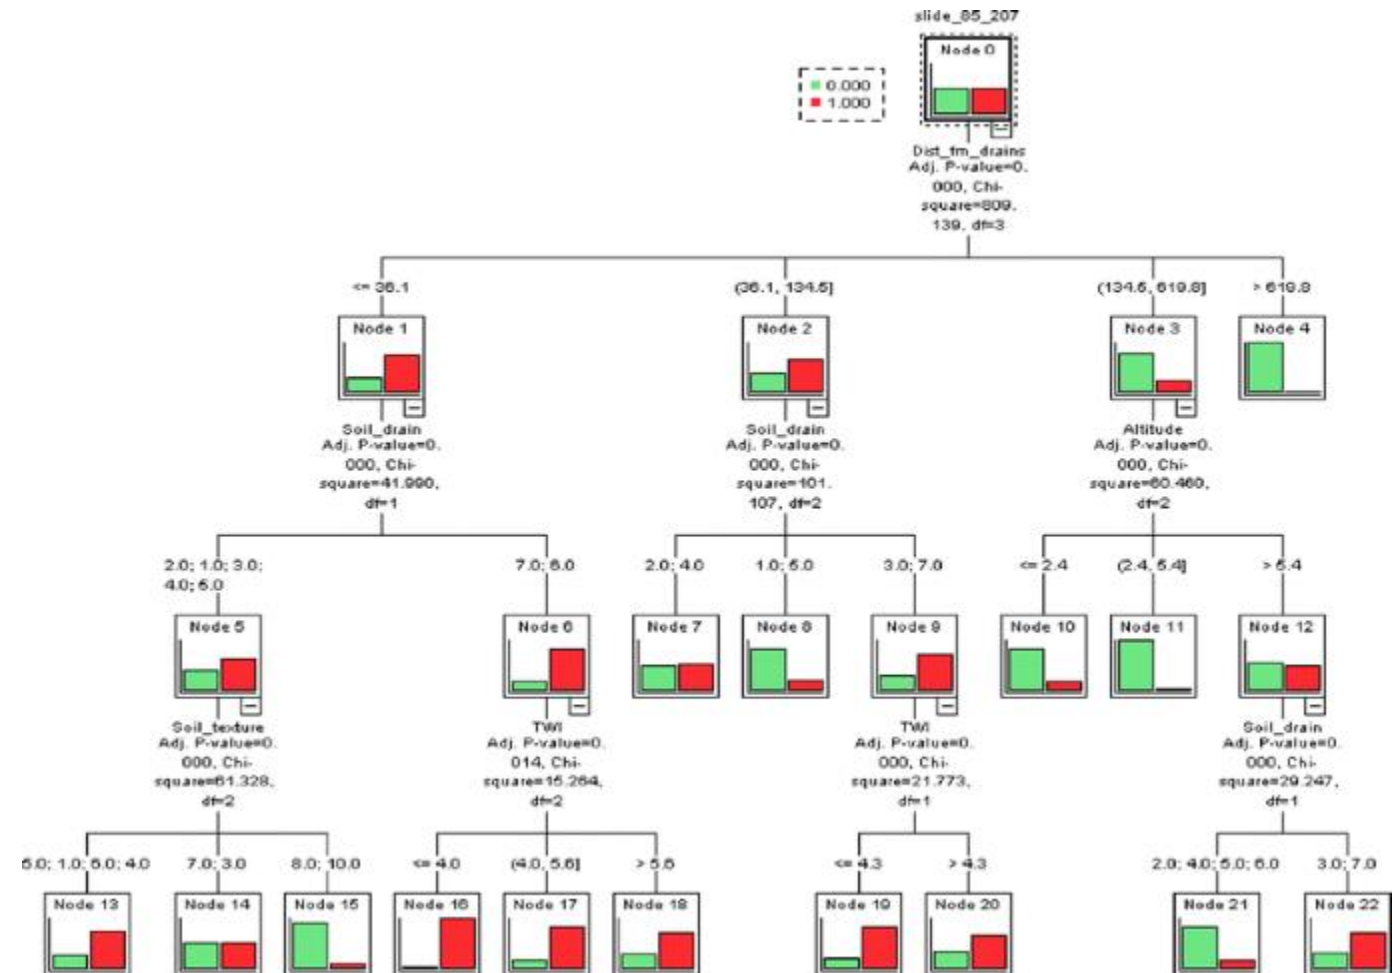 slide_85_207
Node 0
0.000
1.000
Dist_fm_drains
Adj. P-value=0.
000, Chi-
square=809.
139, df=3
<= 36.1
(36.1, 134.5]
(134.5, 619.8]
> 619.8
Node 1
Node 2
Node 3
Node 4
Soil_drain
Adj. P-value=0.
000, Chi-
square=41.990,
df=1
Soil_drain
Adj. P-value=0.
000, Chi-
square=101.
107, df=2
Altitude
Adj. P-value=0.
000, Chi-
square=60.460,
df=2
2.0; 1.0; 3.0;
4.0; 5.0
7.0; 6.0
2.0; 4.0
1.0; 5.0
3.0; 7.0
<= 2.4
(2.4, 5.4]
> 5.4
Node 5
Node 6
Node 7
Node 8
Node 9
Node 10
Node 11
Node 12
Soil_texture
Adj. P-value=0.
000, Chi-
square=61.328,
df=2
TWI
Adj. P-value=0.
014, Chi-
square=15.264,
df=2
TWI
Adj. P-value=0.
000, Chi-
square=21.773,
df=1
Soil_drain
Adj. P-value=0.
000, Chi-
square=29.247,
df=1
1.0; 6.0; 4.0
7.0; 3.0
8.0; 10.0
<= 4.0
(4.0, 5.6]
> 5.6
<= 4.3
> 4.3
2.0; 4.0; 5.0; 6.0
3.0; 7.0
Node 13
Node 14
Node 15
Node 16
Node 17
Node 18
Node 19
Node 20
Node 21
Node 22